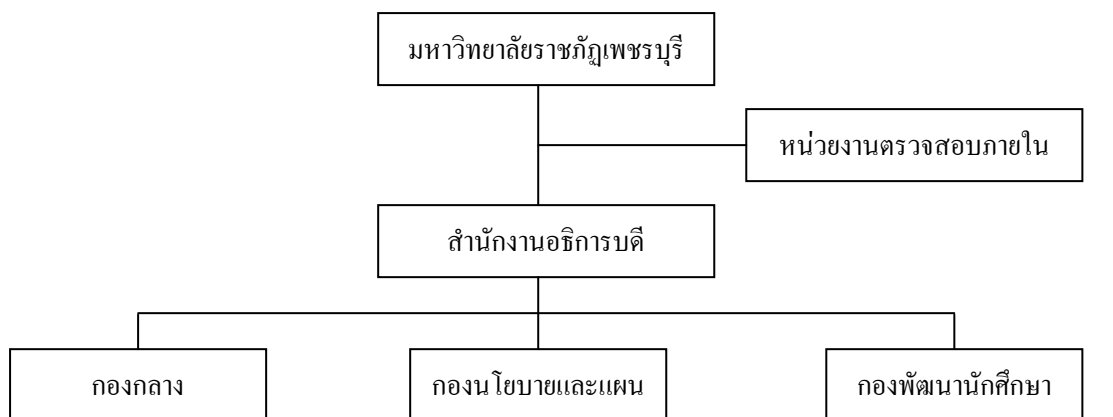 มหาวิทยาลัยราชภัฏเพชรบุรี
หน่วยงานตรวจสอบภายใน
สำนักงานอธิการบดี
กองกลาง
กองนโยบายและแผน
กองพัฒนานักศึกษา